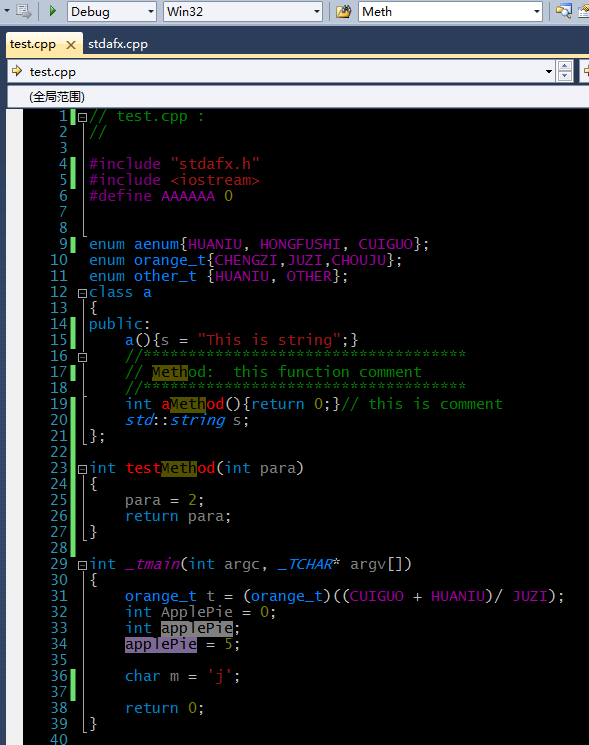 Debug Win32 Meth
test.cpp stdafx.cpp
test.cpp
(全局范围)
1 // test.cpp :
2 //
3
4 #include "stdafx.h"
5 #include <iostream>
6 #define AAAAAA 0
7
8
9 enum aenum{HUANIU, HONGFUSHI, CUIGUO};
10 enum orange_t{CHENGZI,JUZI,CHOUJU};
11 enum other_t {HUANIU, OTHER};
12 class a
13 {
14 public:
15     a(){s = "This is string";}
16     //************************************
17     // Method:  this function comment
18     //************************************
19     int aMethod(){return 0;}// this is comment
20     std::string s;
21 };
22
23 int testMethod(int para)
24 {
25     para = 2;
26     return para;
27 }
28
29 int _tmain(int argc, _TCHAR* argv[])
30 {
31     orange_t t = (orange_t)((CUIGUO + HUANIU)/ JUZI);
32     int ApplePie = 0;
33     int applePie;
34     applePie = 5;
35
36     char m = 'j';
37
38     return 0;
39 }
40